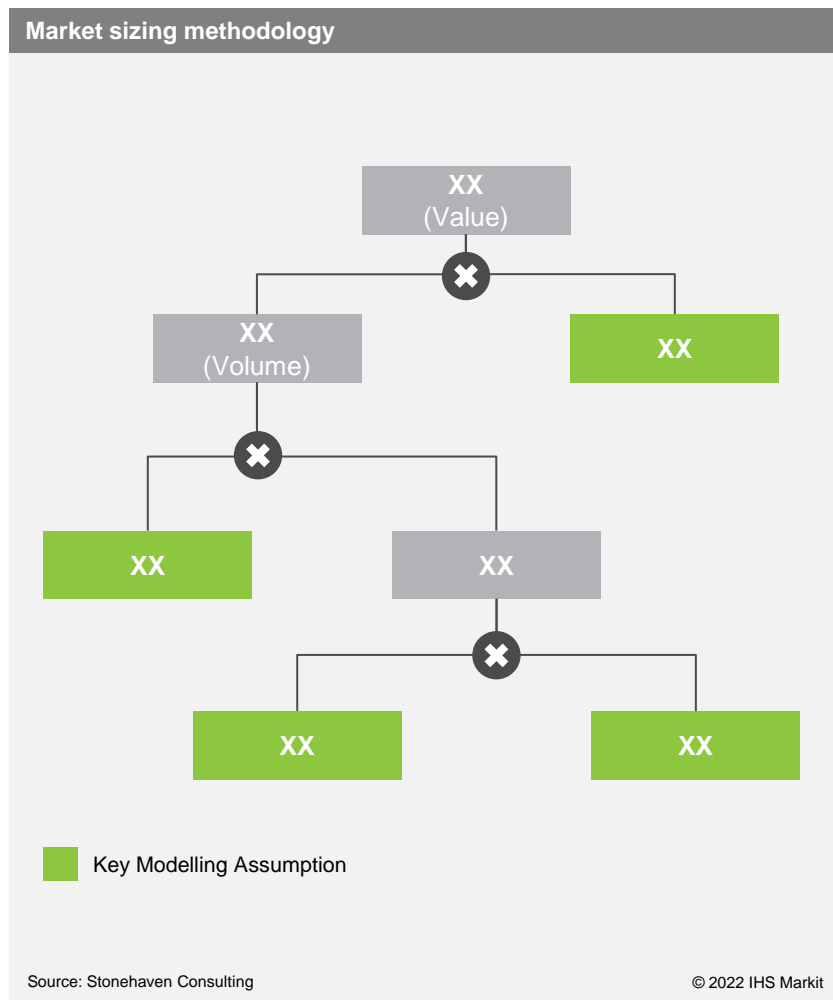 Market sizing methodology
XX
(Value)
XX
(Volume)
XX
XX
XX
XX
XX
Key Modelling Assumption
Source: Stonehaven Consulting
© 2022 IHS Markit